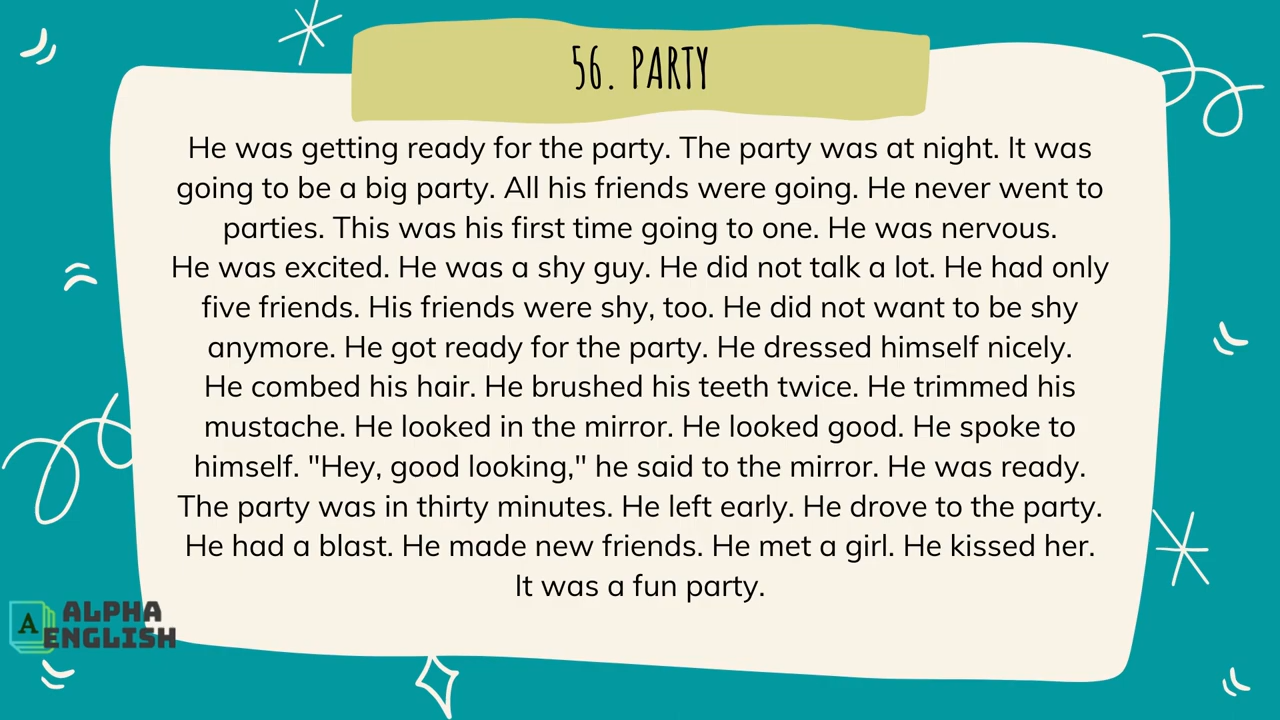 56. PARTY
He was getting ready for the party. The party was at night. It was
going to be a big party. All his friends were going. He never went to
parties. This was his first time going to one. He was nervous.
He was excited. He was a shy guy. He did not talk a lot. He had only
five friends. His friends were shy, too. He did not want to be shy
anymore. He got ready for the party. He dressed himself nicely.
He combed his hair. He brushed his teeth twice. He trimmed his
mustache. He looked in the mirror. He looked good. He spoke to
himself. "Hey, good looking," he said to the mirror. He was ready.
The party was in thirty minutes. He left early. He drove to the party.
He had a blast. He made new friends. He met a girl. He kissed her.
It was a fun party.
A
ALPHA
ENGLISH